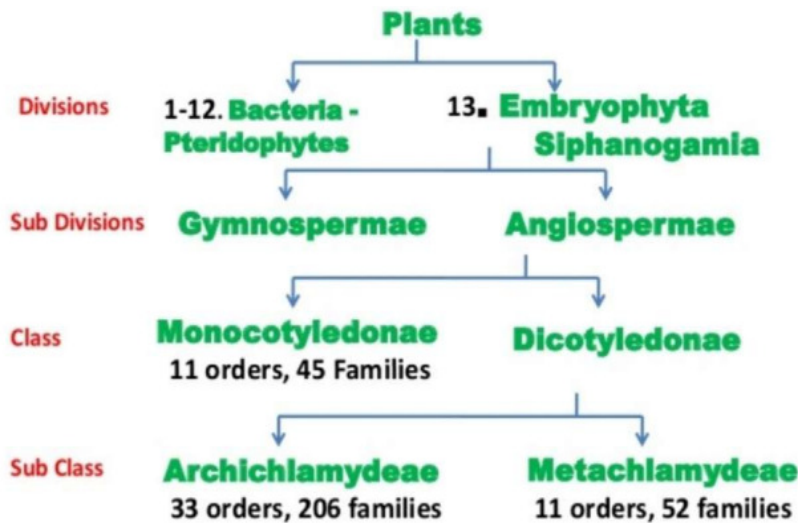 Plants
Divisions
1-12. Bacteria -
Pteridophytes
13. Embryophyta
Siphanogamia
Sub Divisions
Gymnospermae
Angiospermae
Class
Monocotyledonae
11 orders, 45 Families
Dicotyledonae
Sub Class
Archichlamydeae
33 orders, 206 families
Metachlamydeae
11 orders, 52 families